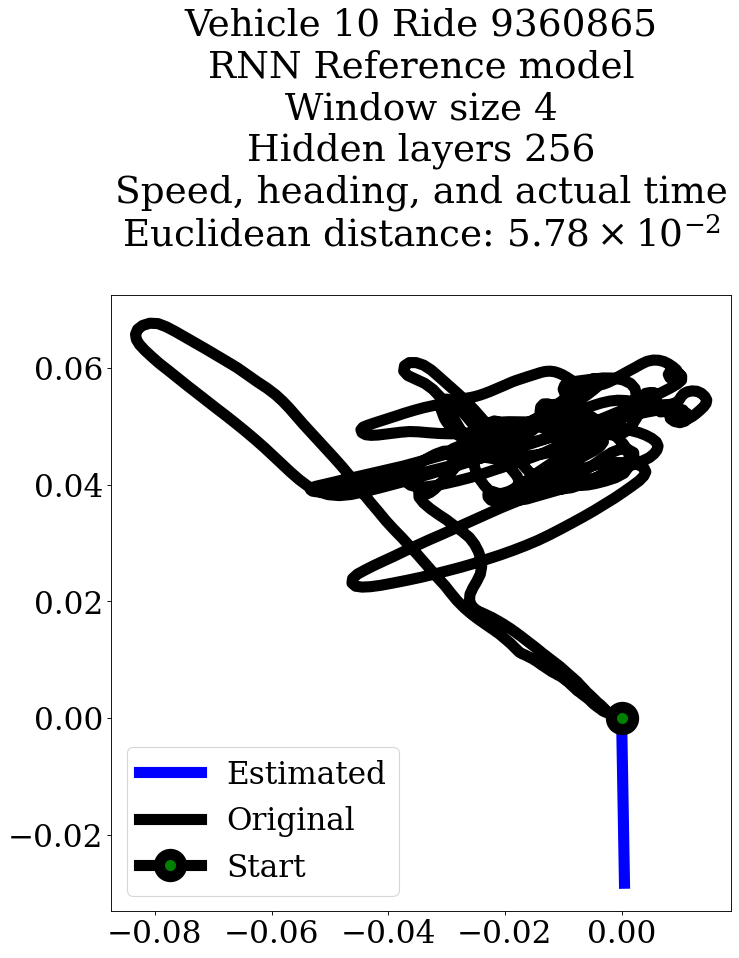 Vehicle 10 Ride 9360865
RNN Reference model
Window size 4
Hidden layers 256
Speed, heading, and actual time
Euclidean distance: 5.78 × 10⁻²
0.06
0.04
0.02
0.00
−0.02
Estimated
Original
Start
−0.08 −0.06 −0.04 −0.02 0.00